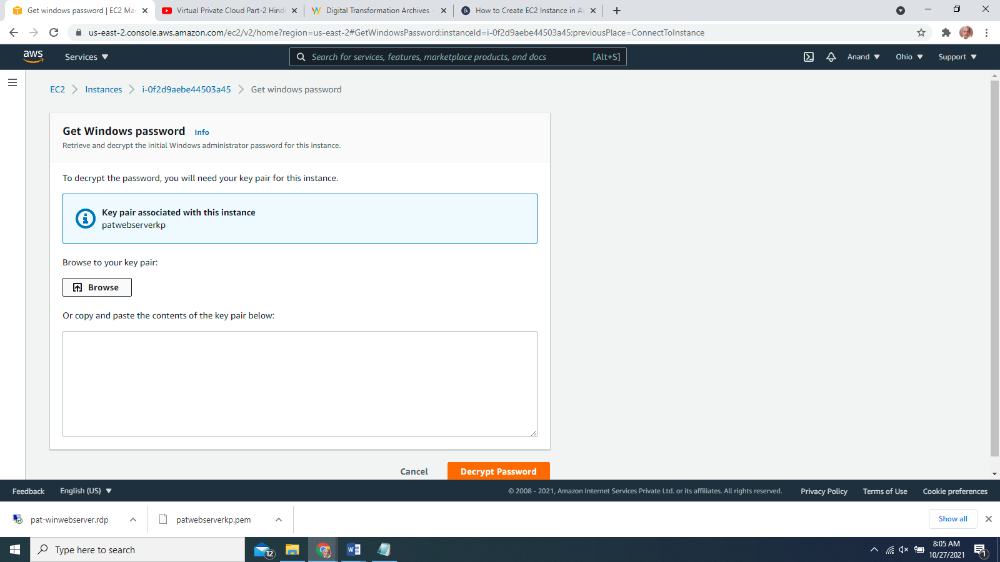 Get windows password | EC2 Ma
Virtual Private Cloud Part-2 Hindi
Digital Transformation Archives -
How to Create EC2 Instance in AW
us-east-2.console.aws.amazon.com/ec2/v2/home?region=us-east-2#GetWindowsPassword:instanceId=i-0f2d9aebe44503a45;previousPlace=ConnectToInstance
aws
Services
Search for services, features, marketplace products, and docs
[Alt+S]
Anand
Ohio
Support
EC2
Instances
i-0f2d9aebe44503a45
Get windows password
Get Windows password Info
Retrieve and decrypt the initial Windows administrator password for this instance.
To decrypt the password, you will need your key pair for this instance.
Key pair associated with this instance
patwebserverkp
Browse to your key pair:
Browse
Or copy and paste the contents of the key pair below:
Cancel
Decrypt Password
Feedback
English (US)
© 2008 - 2021, Amazon Internet Services Private Ltd. or its affiliates. All rights reserved.
Privacy Policy
Terms of Use
Cookie preferences
pat-winwebserver.rdp
patwebserverkp.pem
Show all
Type here to search
12
8:05 AM
10/27/2021
1